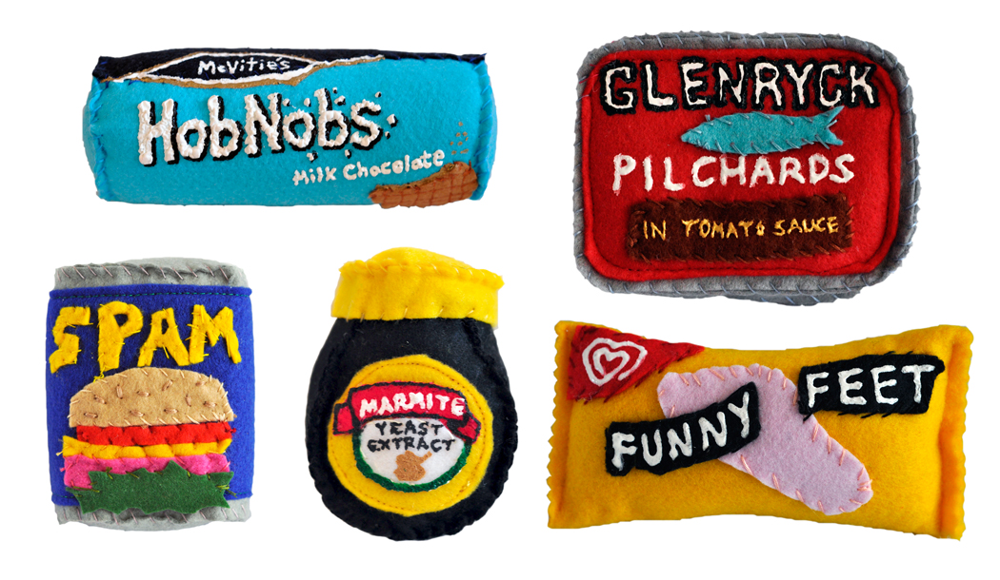 McVitie's
HobNobs
Milk Chocolate
GLENRYCK
PILCHARDS
IN TOMATO SAUCE
SPAM
MARMITE
YEAST
EXTRACT
FUNNY
FEET